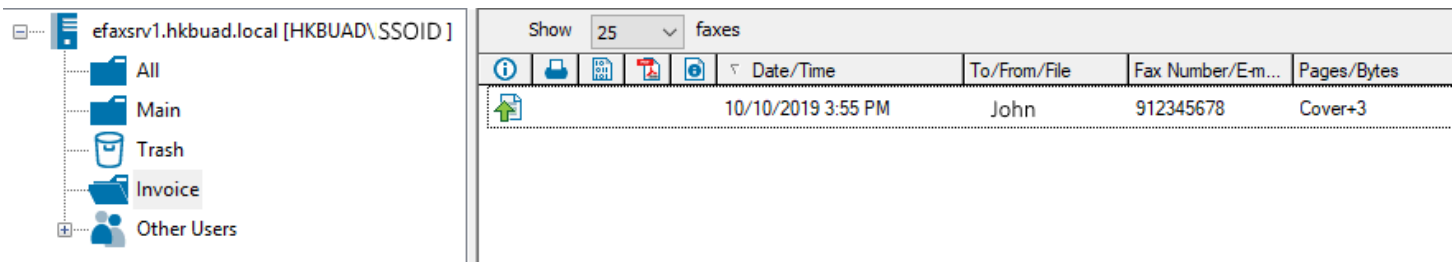 efaxsrv1.hkbuad.local [HKBUAD\SSOID ]
All
Main
Trash
Invoice
Other Users
Show 25 faxes
Date/Time To/From/File Fax Number/E-m... Pages/Bytes
10/10/2019 3:55 PM John 912345678 Cover+3